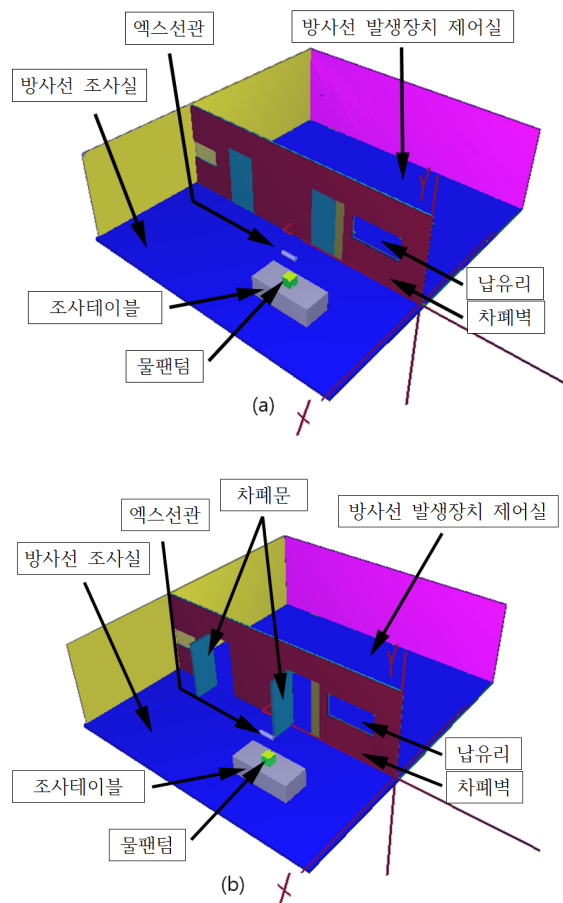 엑스선관
방사선 발생장치 제어실
방사선 조사실
납유리
조사테이블
차폐벽
물팬텀
(a)
차폐문
엑스선관
방사선 발생장치 제어실
방사선 조사실
납유리
조사테이블
차폐벽
물팬텀
(b)